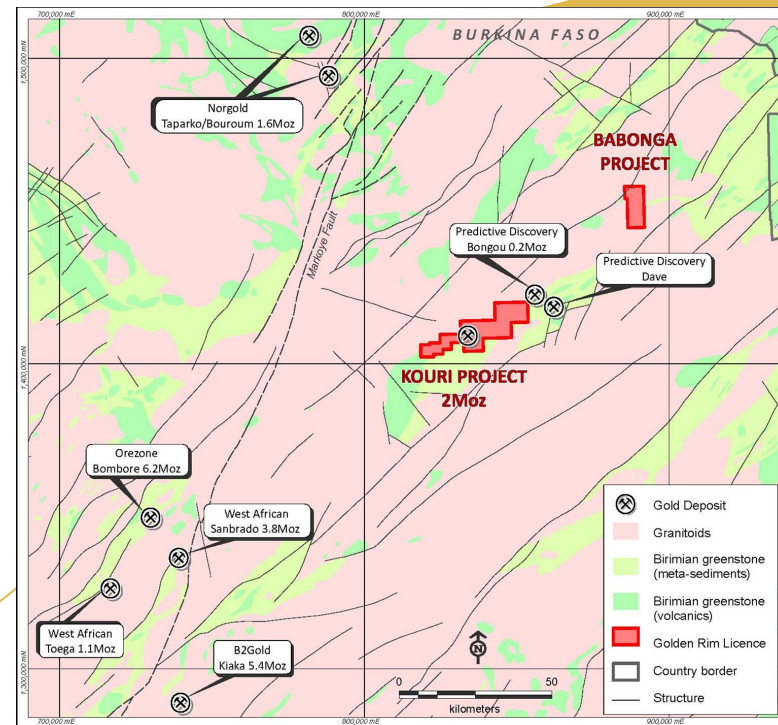 700,000 mE
800,000 mE
900,000 mE
BURKINA FASO
1,500,000 mN
Norgold
Taparko/Bouroum 1.6Moz
BABONGA
PROJECT
Markoye Fault
Predictive Discovery
Bongou 0.2Moz
Predictive Discovery
Dave
1,400,000 mN
KOURI PROJECT
2Moz
Orezone
Bombore 6.2Moz
West African
Sanbrado 3.8Moz
West African
Toega 1.1Moz
B2Gold
Kiaka 5.4Moz
1,300,000 mN
N
0
50
kilometers
Gold Deposit
Granitoids
Birimian greenstone
(meta-sediments)
Birimian greenstone
(volcanics)
Golden Rim Licence
Country border
Structure
700,000 mE
800,000 mE
900,000 mE